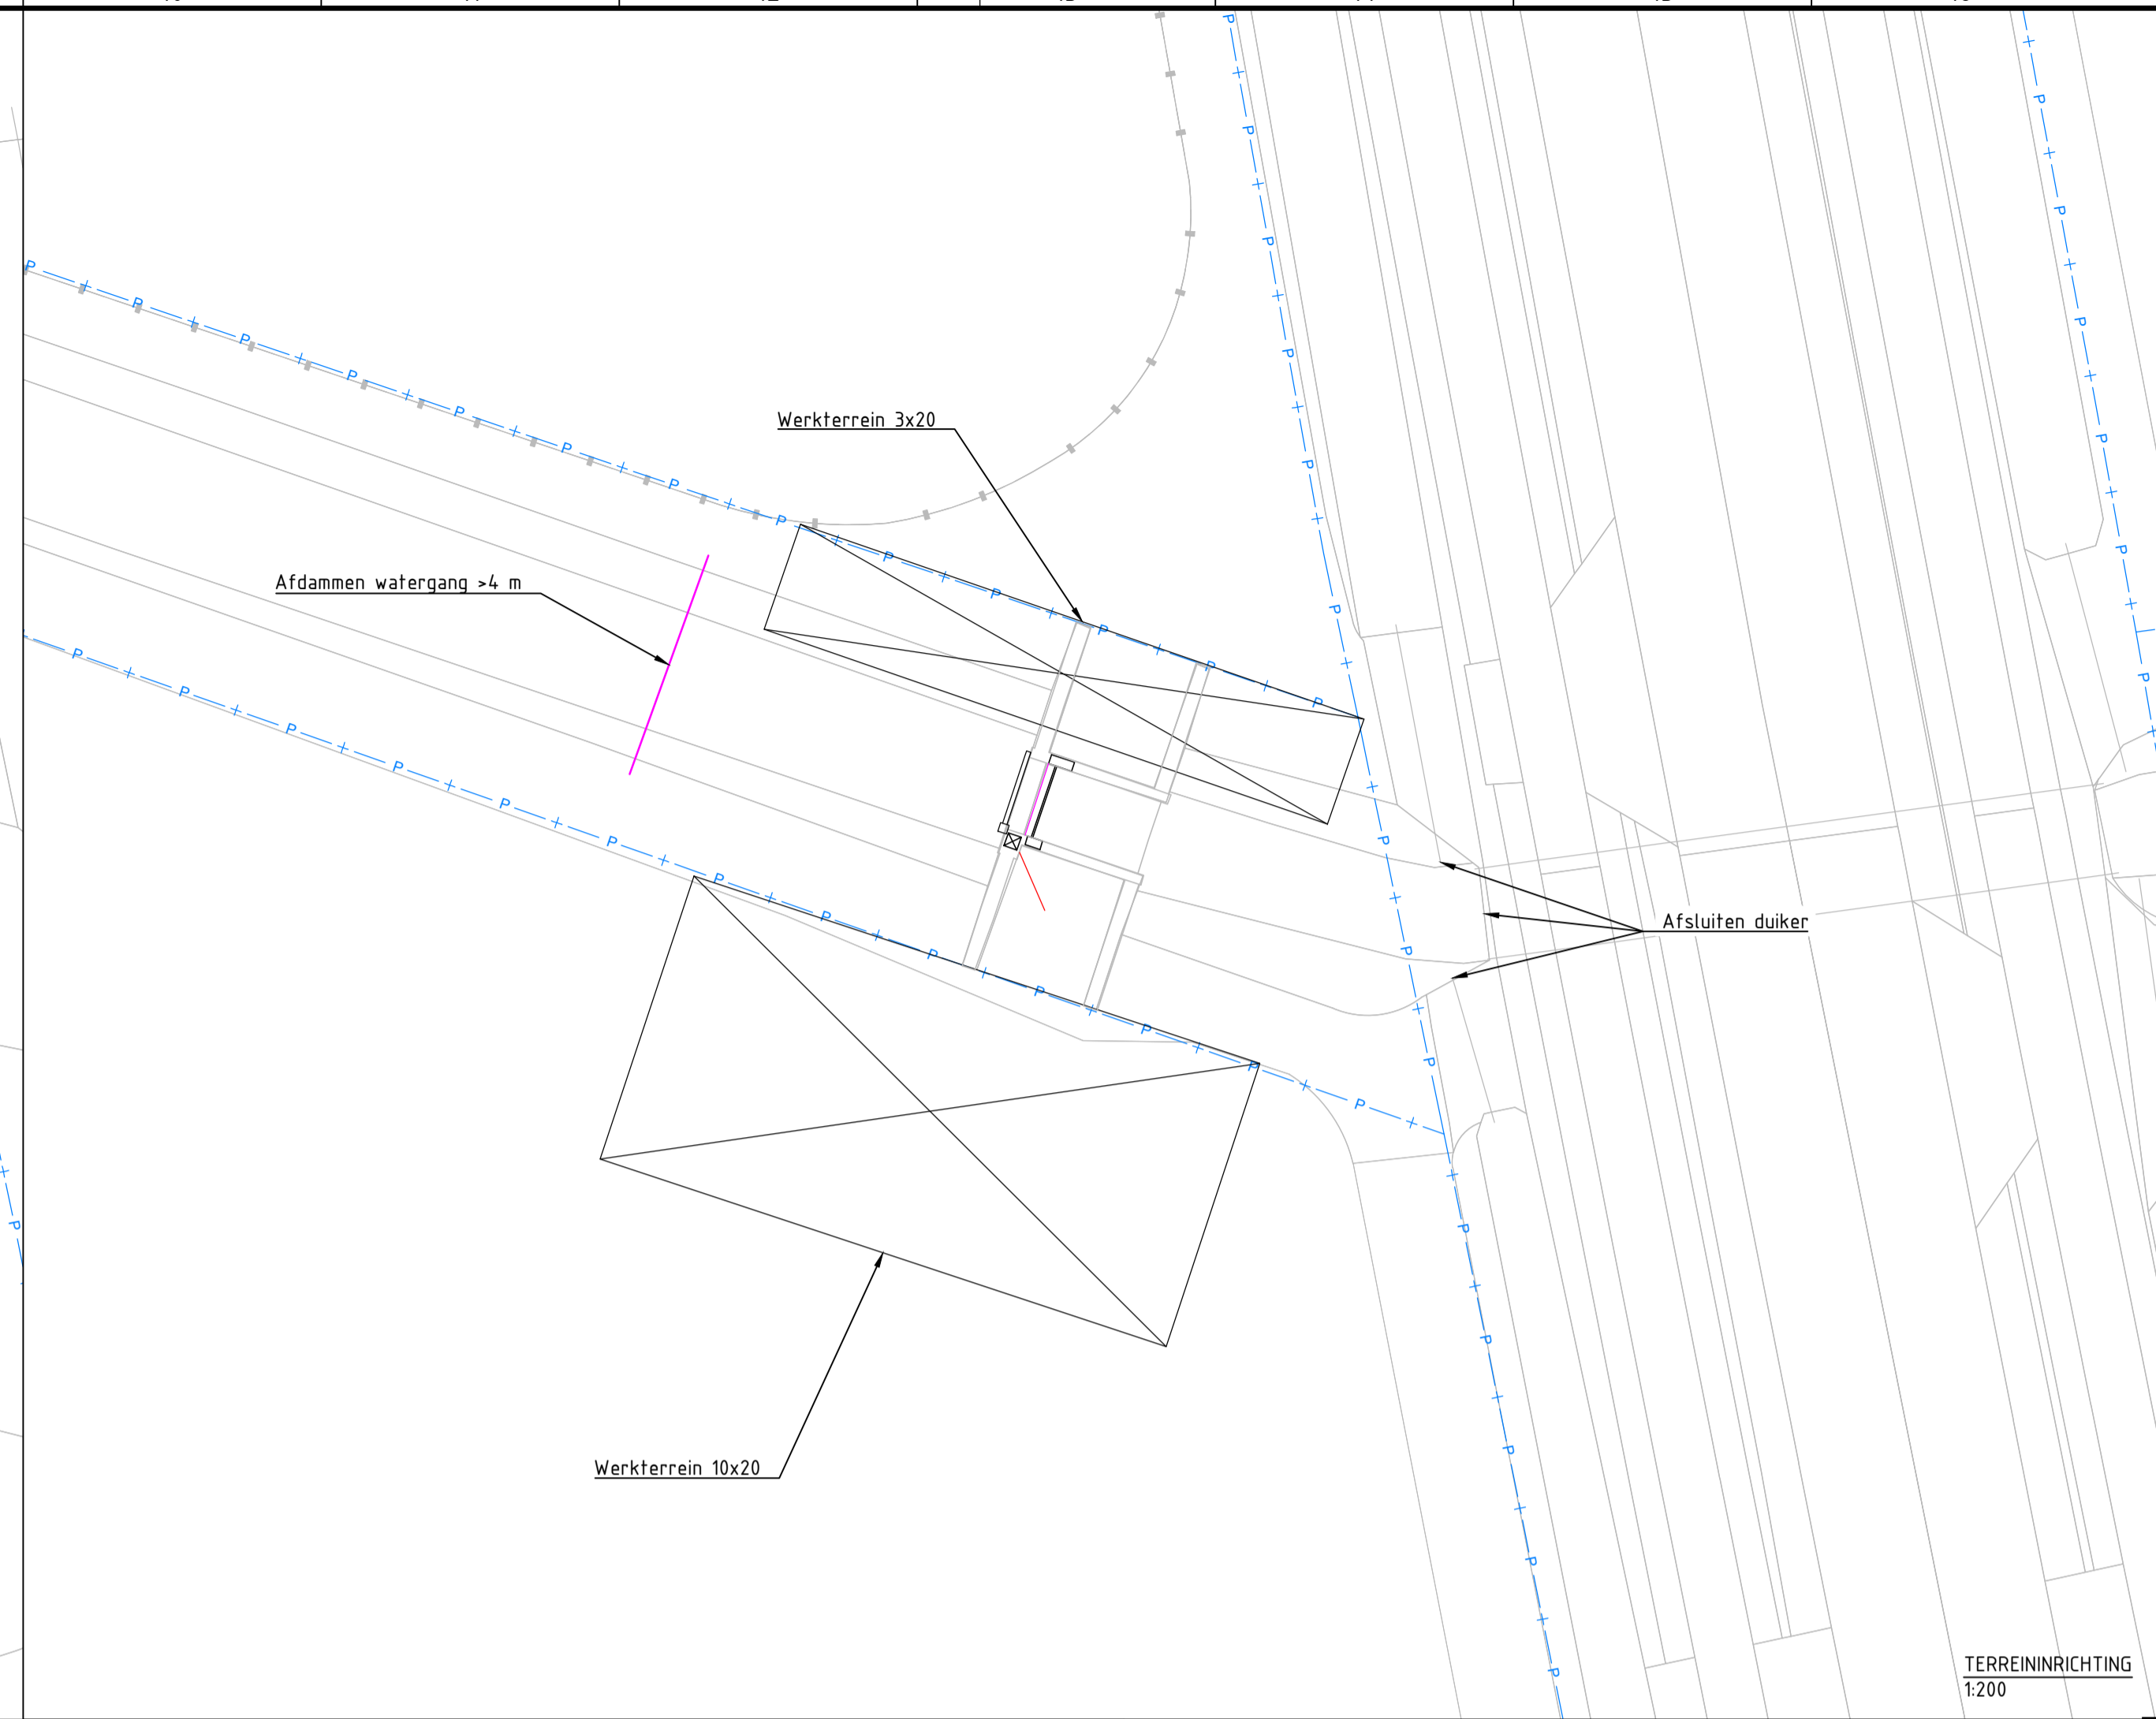 Werkterrein 3x20
Afdammen watergang >4 m
Afsluiten duiker
Werkterrein 10x20
TERREININRICHTING
1:200